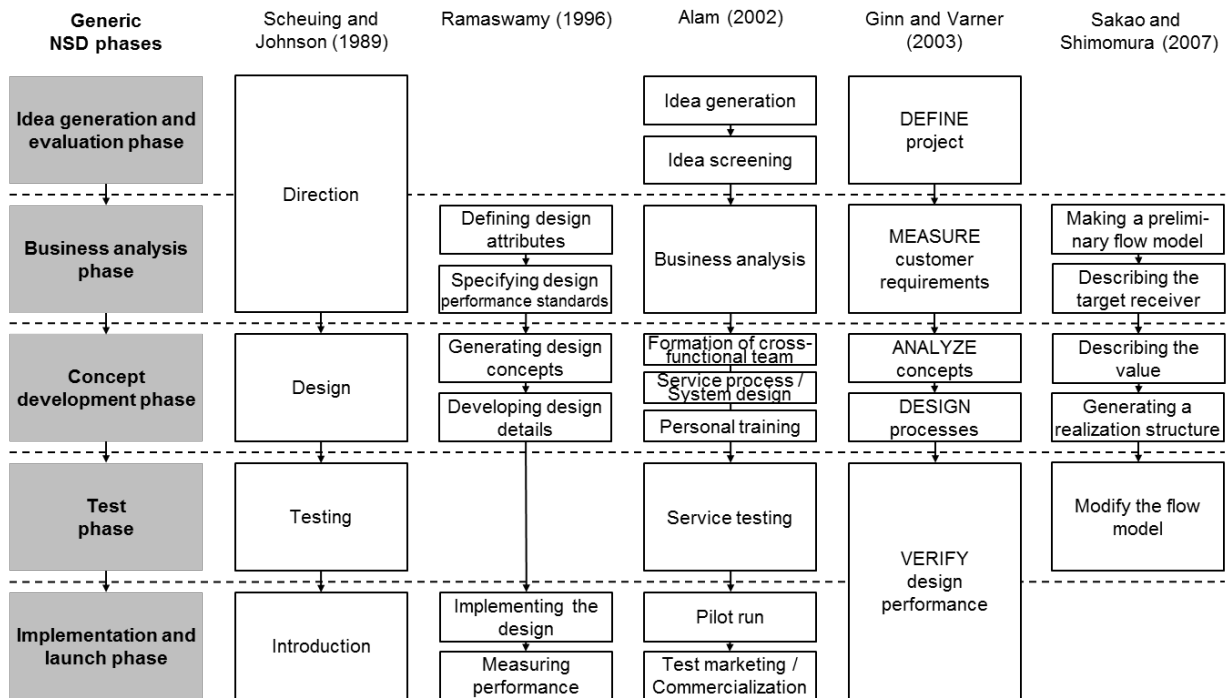 Generic
NSD phases
Scheuing and
Johnson (1989)
Ramaswamy (1996)
Alam (2002)
Ginn and Varner
(2003)
Sakao and
Shimomura (2007)
Idea generation and
evaluation phase
Direction
Idea generation
Idea screening
DEFINE
project
Business analysis
phase
Defining design
attributes
Specifying design
performance standards
Business analysis
MEASURE
customer
requirements
Making a prelimi-
nary flow model
Describing the
target receiver
Concept
development phase
Design
Generating design
concepts
Developing design
details
Formation of cross-
functional team
Service process /
System design
Personal training
ANALYZE
concepts
DESIGN
processes
Describing the
value
Generating a
realization structure
Test
phase
Testing
Service testing
VERIFY
design
performance
Modify the flow
model
Implementation and
launch phase
Introduction
Implementing the
design
Measuring
performance
Pilot run
Test marketing /
Commercialization